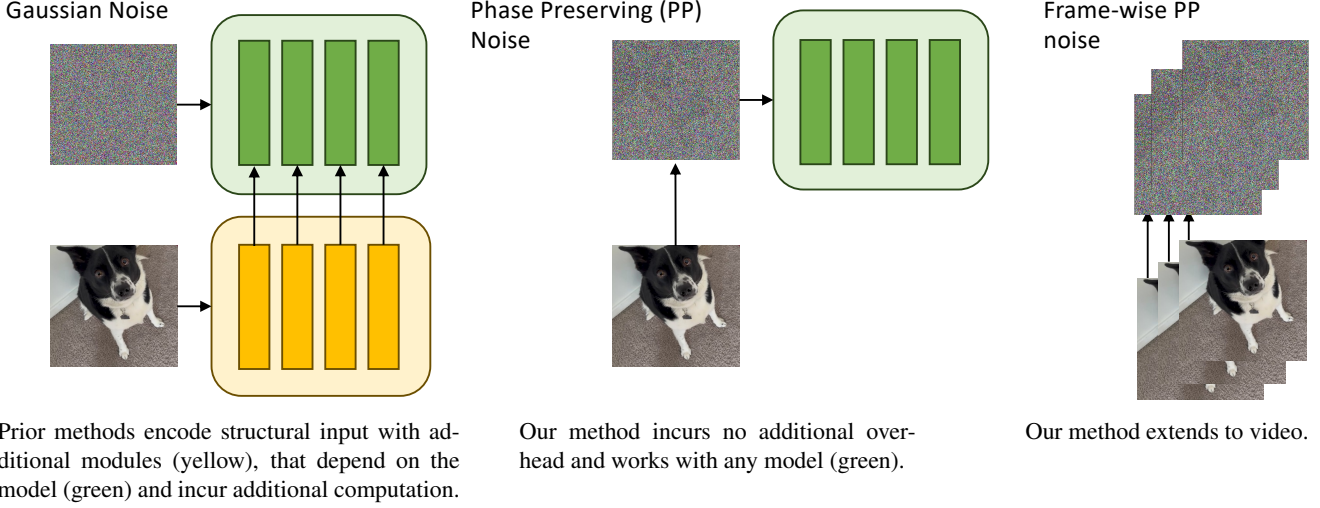 Gaussian Noise
Phase Preserving (PP)
Noise
Frame-wise PP
noise
Prior methods encode structural input with ad-
ditional modules (yellow), that depend on the
model (green) and incur additional computation.
Our method incurs no additional over-
head and works with any model (green).
Our method extends to video.